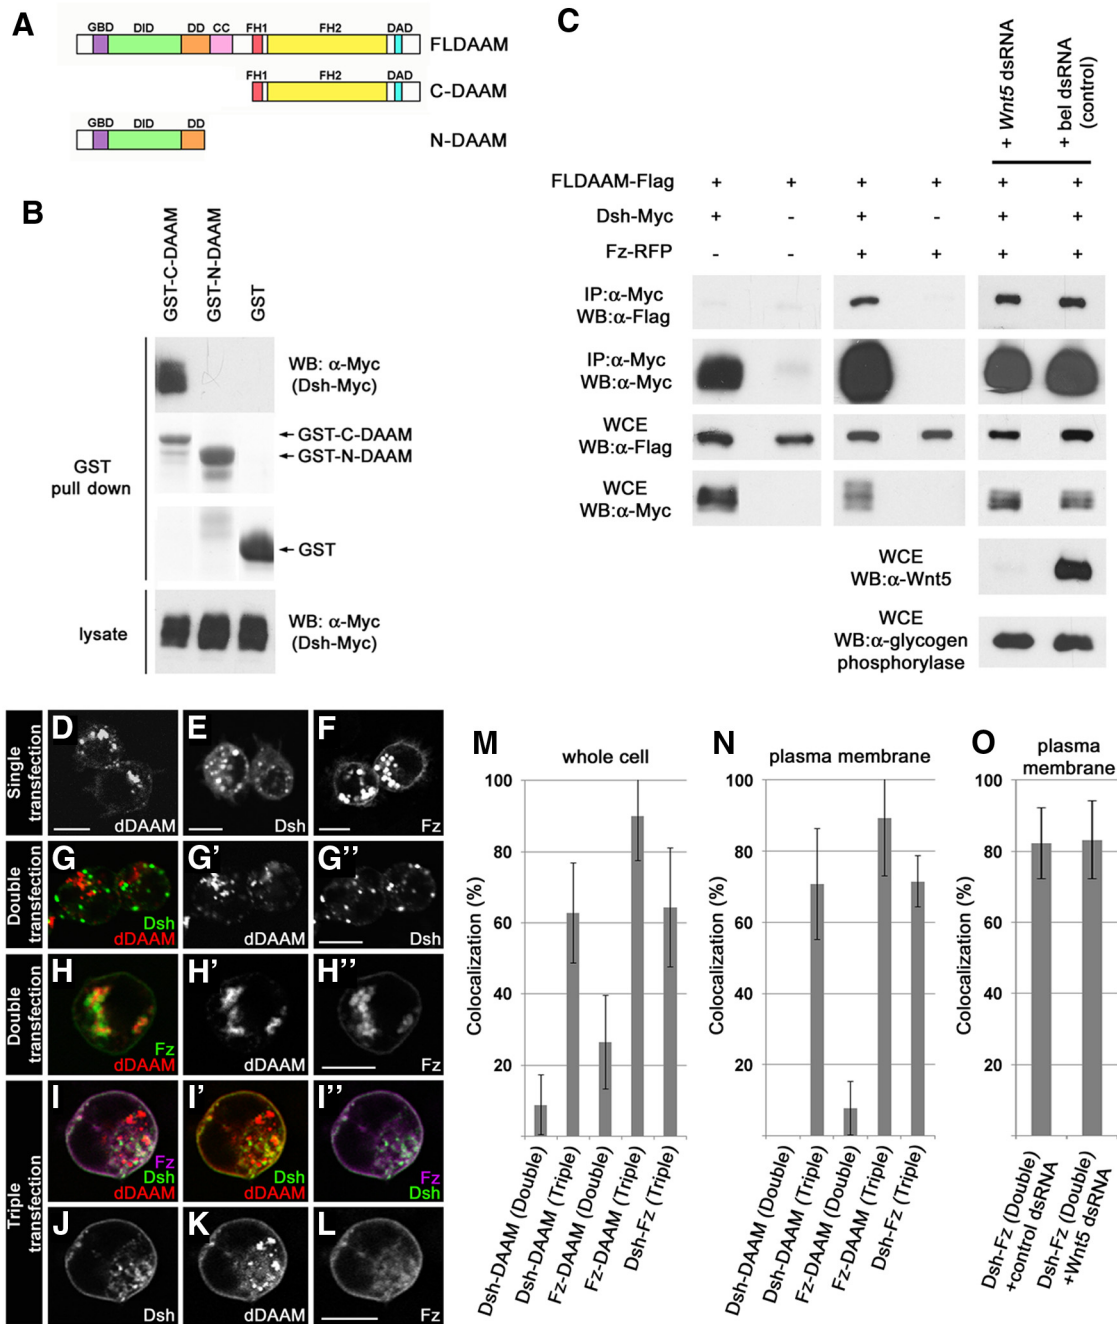 A
GBD DID DD CC FH1 FH2 DAD
FLDAAM
FH1 FH2 DAD
C-DAAM
GBD DID DD
N-DAAM
B
GST-C-DAAM
GST-N-DAAM
GST
WB: α-Myc
(Dsh-Myc)
GST-C-DAAM
GST-N-DAAM
GST
pull down
GST
lysate
WB: α-Myc
(Dsh-Myc)
C
+ Wnt5 dsRNA
+ bel dsRNA
(control)
FLDAAM-Flag + + + + + +
Dsh-Myc + - + - + +
Fz-RFP - - + + + +
IP:α-Myc
WB:α-Flag
IP:α-Myc
WB:α-Myc
WCE
WB:α-Flag
WCE
WB:α-Myc
WCE
WB:α-Wnt5
WCE
WB:α-glycogen
phosphorylase
Single
transfection
D
dDAAM
E
Dsh
F
Fz
Double
transfection
G
Dsh
dDAAM
G'
dDAAM
G''
Dsh
Double
transfection
H
Fz
dDAAM
H'
dDAAM
H''
Fz
Triple
transfection
I
Fz
Dsh
dDAAM
I'
Dsh
dDAAM
I''
Fz
Dsh
J
Dsh
K
dDAAM
L
Fz
M
whole cell
Colocalization (%)
100
80
60
40
20
Dsh-DAAM (Double)
Dsh-DAAM (Triple)
Fz-DAAM (Double)
Fz-DAAM (Triple)
Dsh-Fz (Triple)
N
plasma membrane
Colocalization (%)
100
80
60
40
20
Dsh-DAAM (Double)
Dsh-DAAM (Triple)
Fz-DAAM (Double)
Fz-DAAM (Triple)
Dsh-Fz (Triple)
O
plasma
membrane
Colocalization (%)
100
80
60
40
20
Dsh-Fz (Double)
+control dsRNA
Dsh-Fz (Double)
+Wnt5 dsRNA